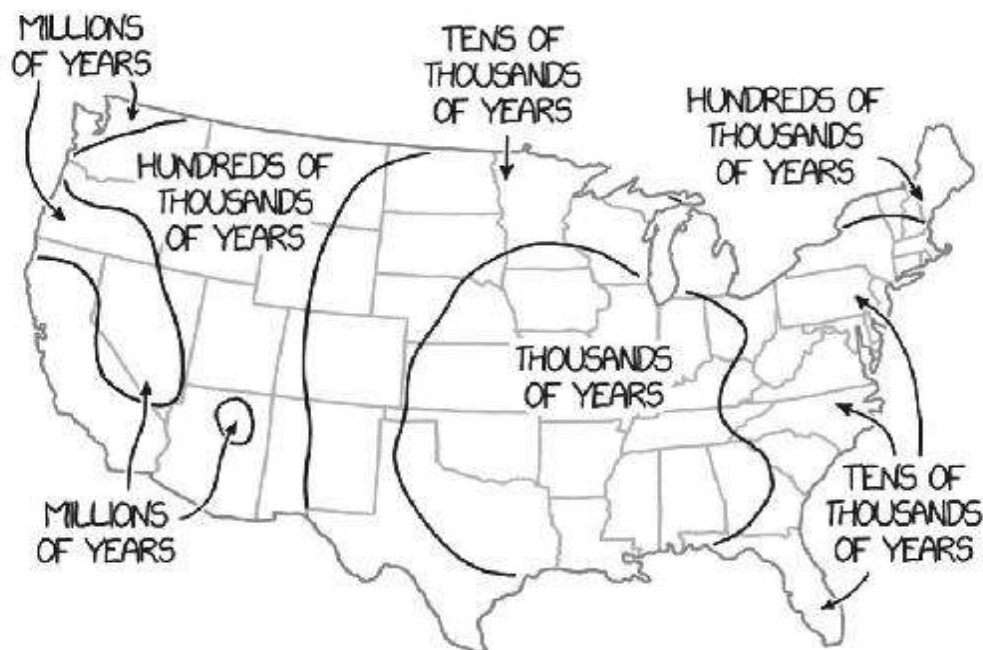 MILLIONS
OF YEARS
TENS OF
THOUSANDS
OF YEARS
HUNDREDS OF
THOUSANDS
OF YEARS
HUNDREDS OF
THOUSANDS
OF YEARS
THOUSANDS
OF YEARS
MILLIONS
OF YEARS
TENS OF
THOUSANDS
OF YEARS